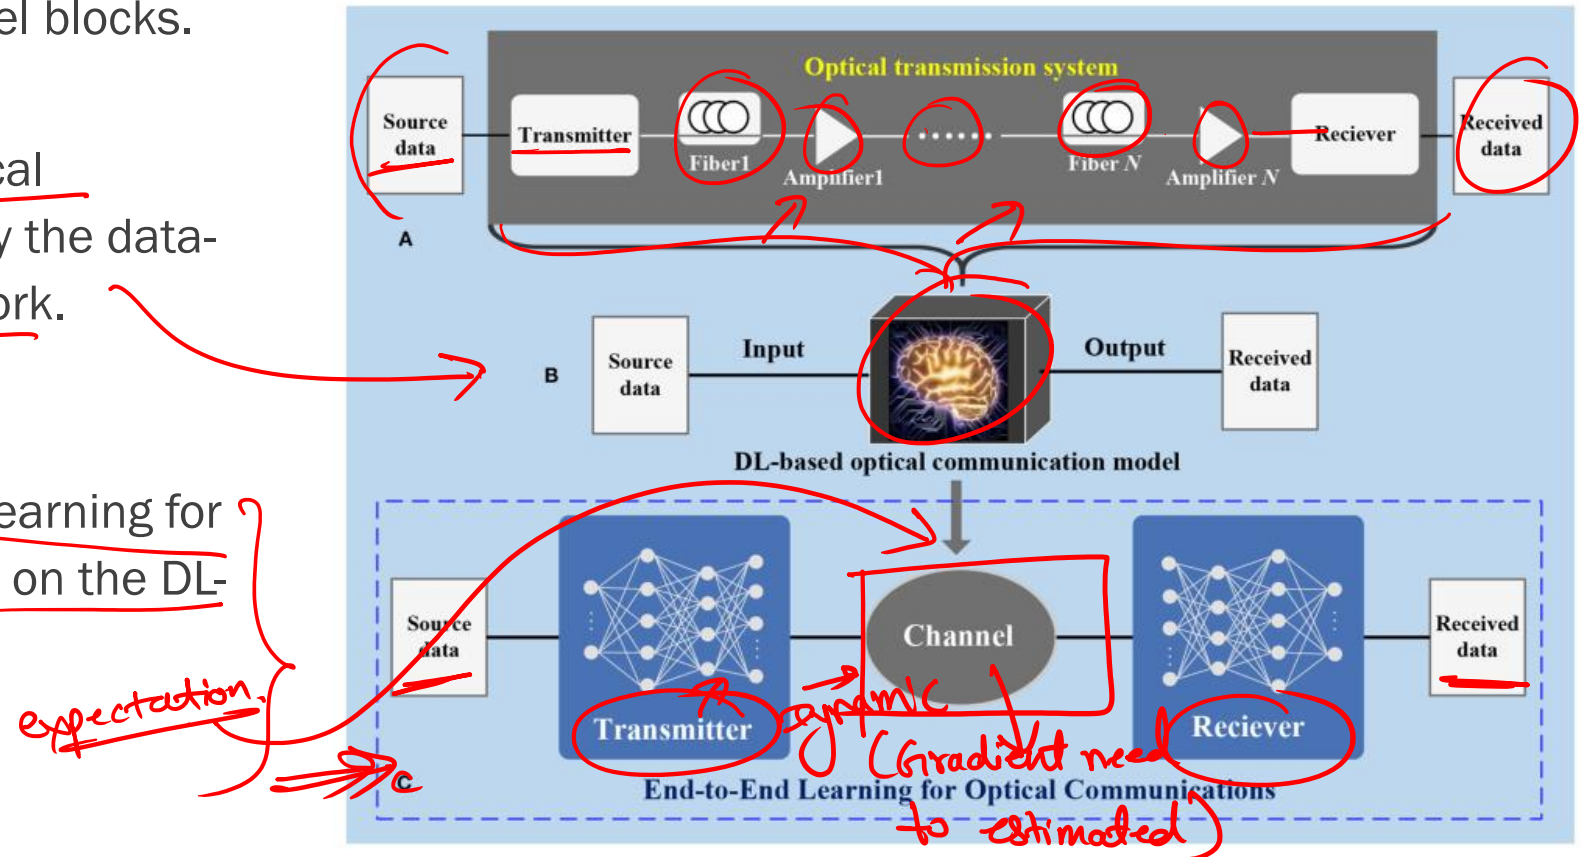 el blocks.
cal
y the data-
ork.
earning for
on the DL-
expectation.
Optical transmission system
Source
data
Transmitter
Fiber1
Amplifier1
......
Fiber N
Amplifier N
Reciever
Received
data
A
B
Source
data
Input
Output
Received
data
DL-based optical communication model
Source
data
Transmitter
Channel
Reciever
Received
data
Dynamic
(Gradient need
to estimated)
C
End-to-End Learning for Optical Communications